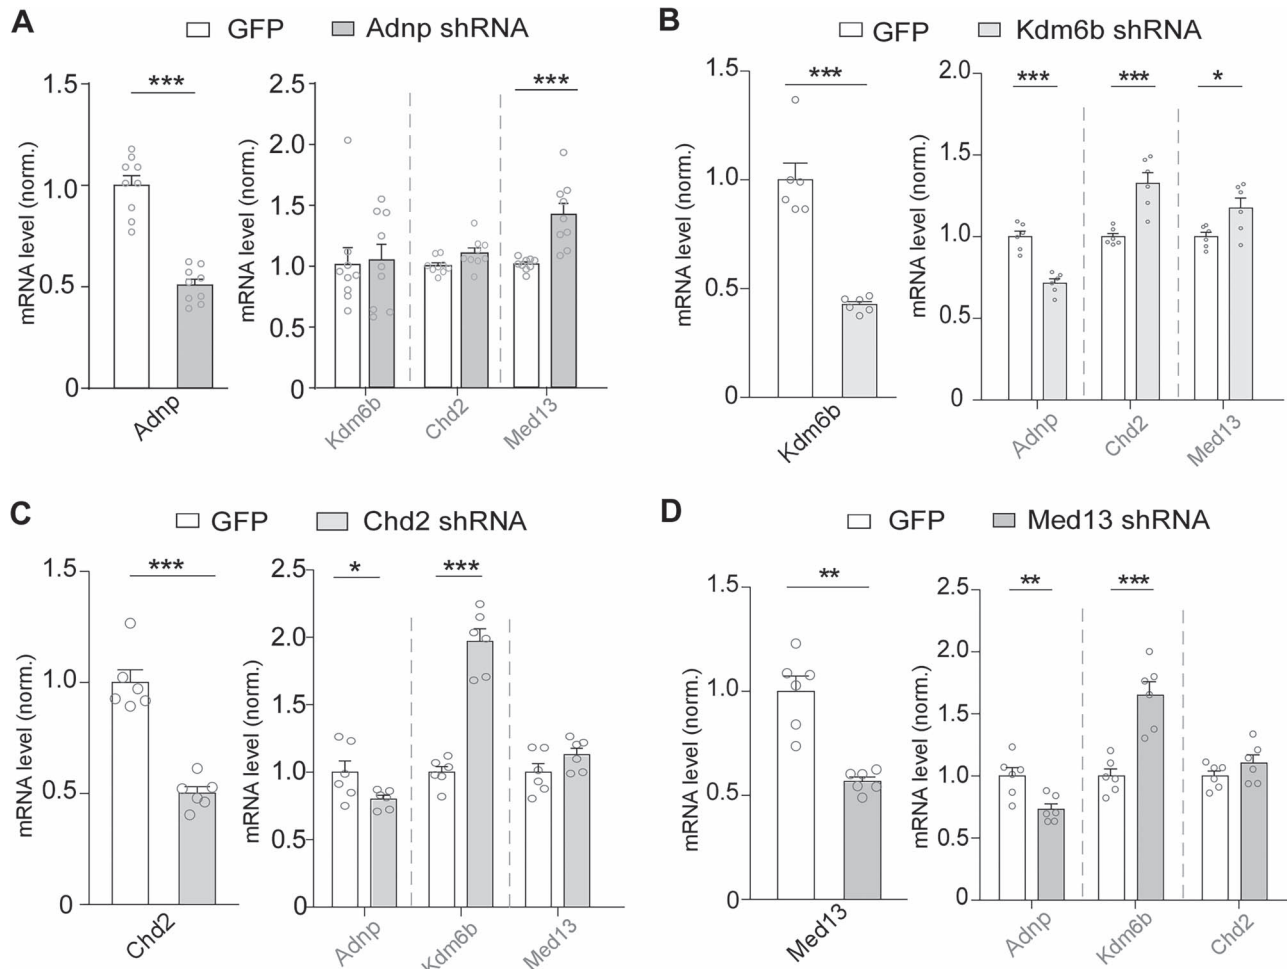 A
GFP
Adnp shRNA
mRNA level (norm.)
1.5
1.0
0.5
0
***
Adnp
mRNA level (norm.)
2.5
2.0
1.5
1.0
0.5
0
***
Kdm6b
Chd2
Med13
B
GFP
Kdm6b shRNA
mRNA level (norm.)
1.5
1.0
0.5
0
***
Kdm6b
mRNA level (norm.)
2.0
1.5
1.0
0.5
0
***
***
*
Adnp
Chd2
Med13
C
GFP
Chd2 shRNA
mRNA level (norm.)
1.5
1.0
0.5
0
***
Chd2
mRNA level (norm.)
2.5
2.0
1.5
1.0
0.5
0
*
***
Adnp
Kdm6b
Med13
D
GFP
Med13 shRNA
mRNA level (norm.)
1.5
1.0
0.5
0
**
Med13
mRNA level (norm.)
2.5
2.0
1.5
1.0
0.5
0
**
***
Adnp
Kdm6b
Chd2